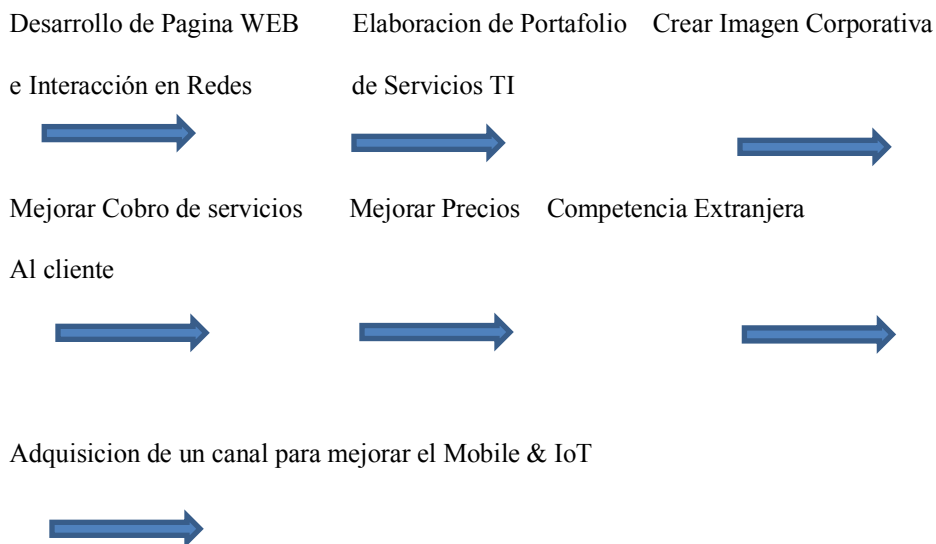 Desarrollo de Pagina WEB Elaboracion de Portafolio Crear Imagen Corporativa
e Interacción en Redes de Servicios TI
Mejorar Cobro de servicios Mejorar Precios Competencia Extranjera
Al cliente
Adquisicion de un canal para mejorar el Mobile & IoT